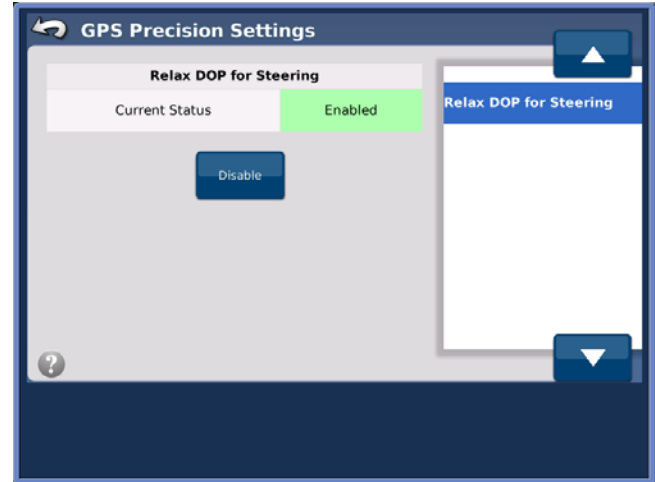 GPS Precision Settings
Relax DOP for Steering
Current Status Enabled
Disable
Relax DOP for Steering
?